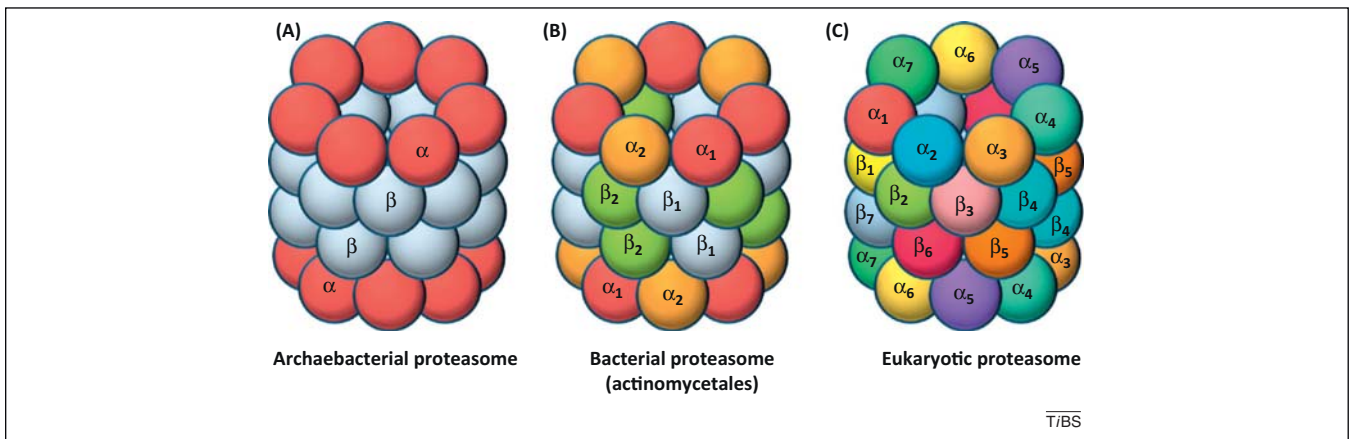 (A)
α
β
β
α
Archaebacterial proteasome
(B)
α2 α1
β2 β1
β2 β1
α1 α2
Bacterial proteasome
(actinomycetales)
(C)
α6
α7 α5
α1 α4
α2 α3
β1 β5
β2 β3 β4
β7 β4
β6 β5
α7 α3
α6 α5 α4
Eukaryotic proteasome
TiBS